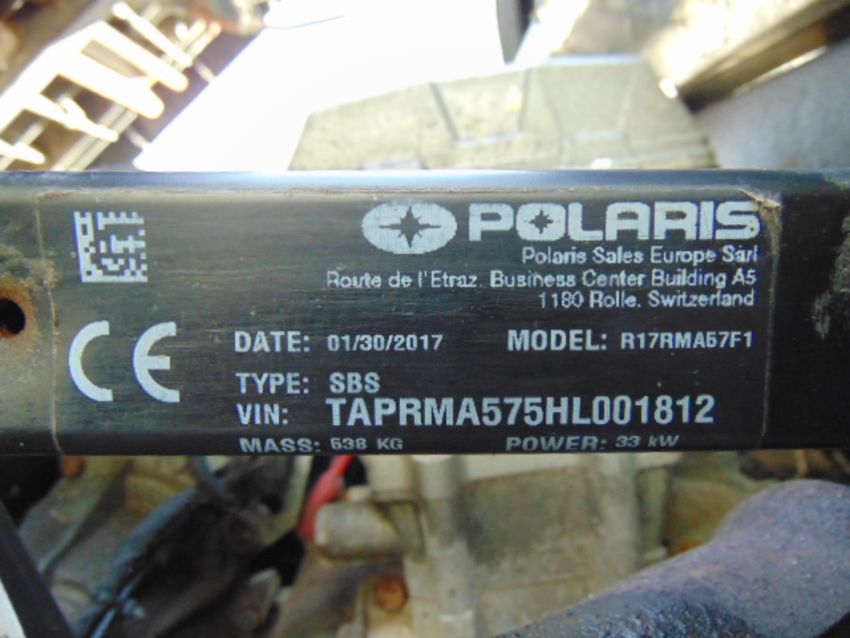 POLARIS
Polaris Sales Europe Sàrl
Route de l'Etraz. Business Center Building A5
1180 Rolle. Switzerland
CE
DATE: 01/30/2017 MODEL: R17RMA57F1
TYPE: SBS
VIN: TAPRMA575HL001812
MASS: 638 KG POWER: 33 kW